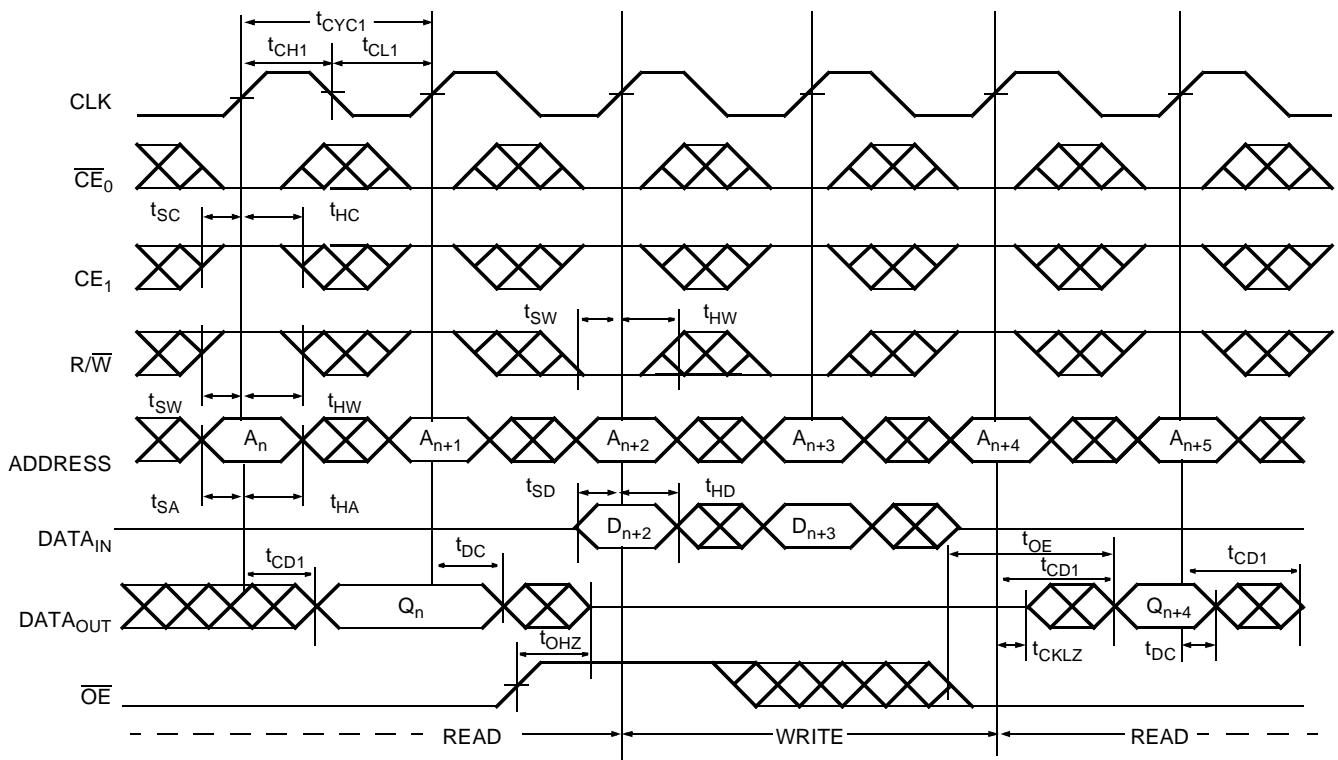 tCYC1
tCH1 tCL1
CLK
CE0
tSC tHC
CE1
tSW tHW
R/W
tSW tHW
An An+1 An+2 An+3 An+4 An+5
ADDRESS
tSA tHA tSD tHD
DATAIN Dn+2 Dn+3
tOE
tCD1 tDC tCD1 tCD1
DATAOUT Qn Qn+4
tOHZ tCKLZ tDC
OE
READ WRITE READ